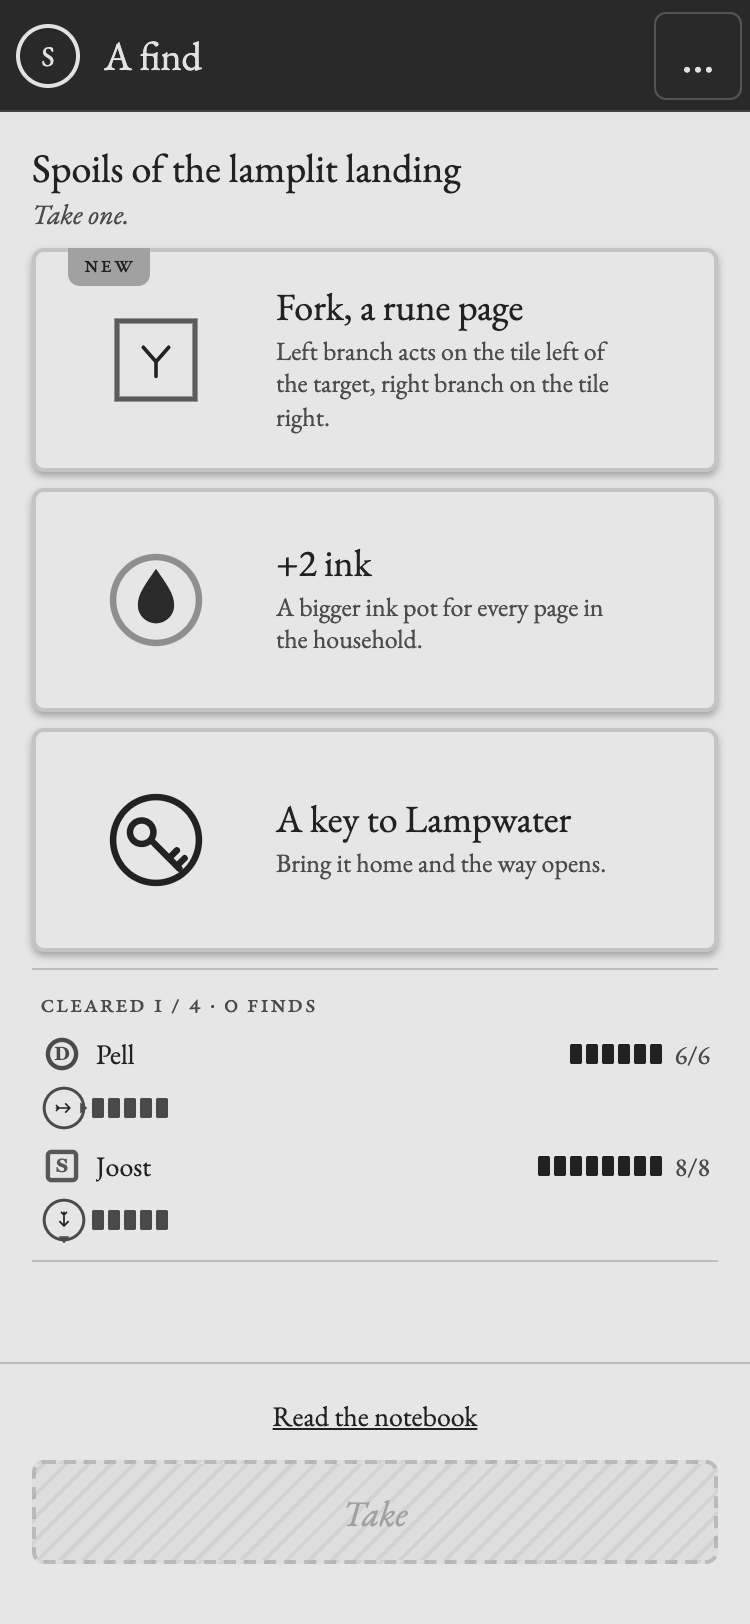 S A find ...
Spoils of the lamplit landing
Take one.
NEW
Fork, a rune page
Left branch acts on the tile left of
the target, right branch on the tile
right.
+2 ink
A bigger ink pot for every page in
the household.
A key to Lampwater
Bring it home and the way opens.
CLEARED 1 / 4 · 0 FINDS
D Pell 6/6
S Joost 8/8
Read the notebook
Take